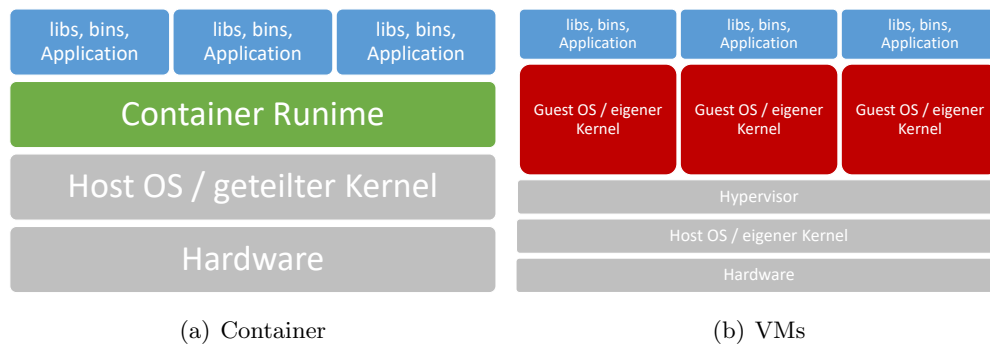 libs, bins,
Application
libs, bins,
Application
libs, bins,
Application
Container Runime
Host OS / geteilter Kernel
Hardware
(a) Container
libs, bins,
Application
libs, bins,
Application
libs, bins,
Application
Guest OS / eigener
Kernel
Guest OS / eigener
Kernel
Guest OS / eigener
Kernel
Hypervisor
Host OS / eigener Kernel
Hardware
(b) VMs